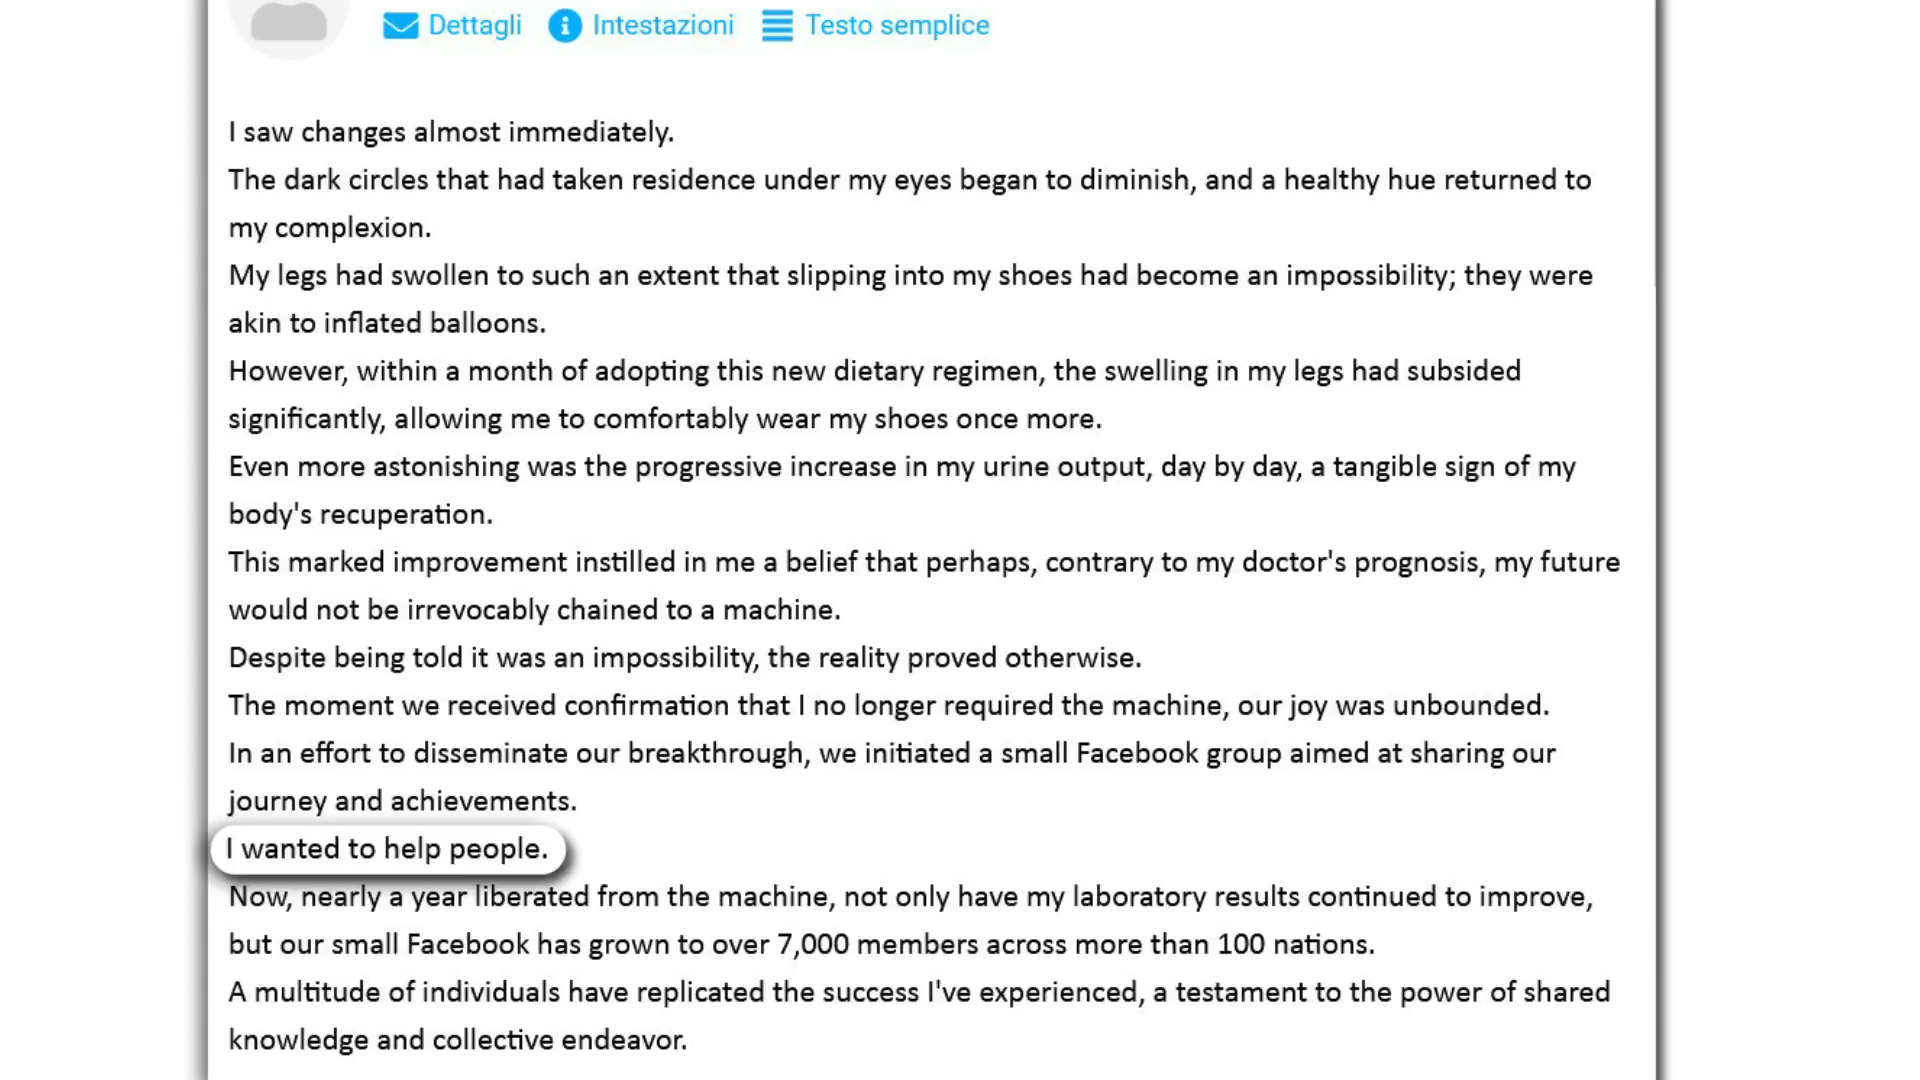 Dettagli Intestazioni Testo semplice
I saw changes almost immediately.
The dark circles that had taken residence under my eyes began to diminish, and a healthy hue returned to
my complexion.
My legs had swollen to such an extent that slipping into my shoes had become an impossibility; they were
akin to inflated balloons.
However, within a month of adopting this new dietary regimen, the swelling in my legs had subsided
significantly, allowing me to comfortably wear my shoes once more.
Even more astonishing was the progressive increase in my urine output, day by day, a tangible sign of my
body's recuperation.
This marked improvement instilled in me a belief that perhaps, contrary to my doctor's prognosis, my future
would not be irrevocably chained to a machine.
Despite being told it was an impossibility, the reality proved otherwise.
The moment we received confirmation that I no longer required the machine, our joy was unbounded.
In an effort to disseminate our breakthrough, we initiated a small Facebook group aimed at sharing our
journey and achievements.
I wanted to help people.
Now, nearly a year liberated from the machine, not only have my laboratory results continued to improve,
but our small Facebook has grown to over 7,000 members across more than 100 nations.
A multitude of individuals have replicated the success I've experienced, a testament to the power of shared
knowledge and collective endeavor.